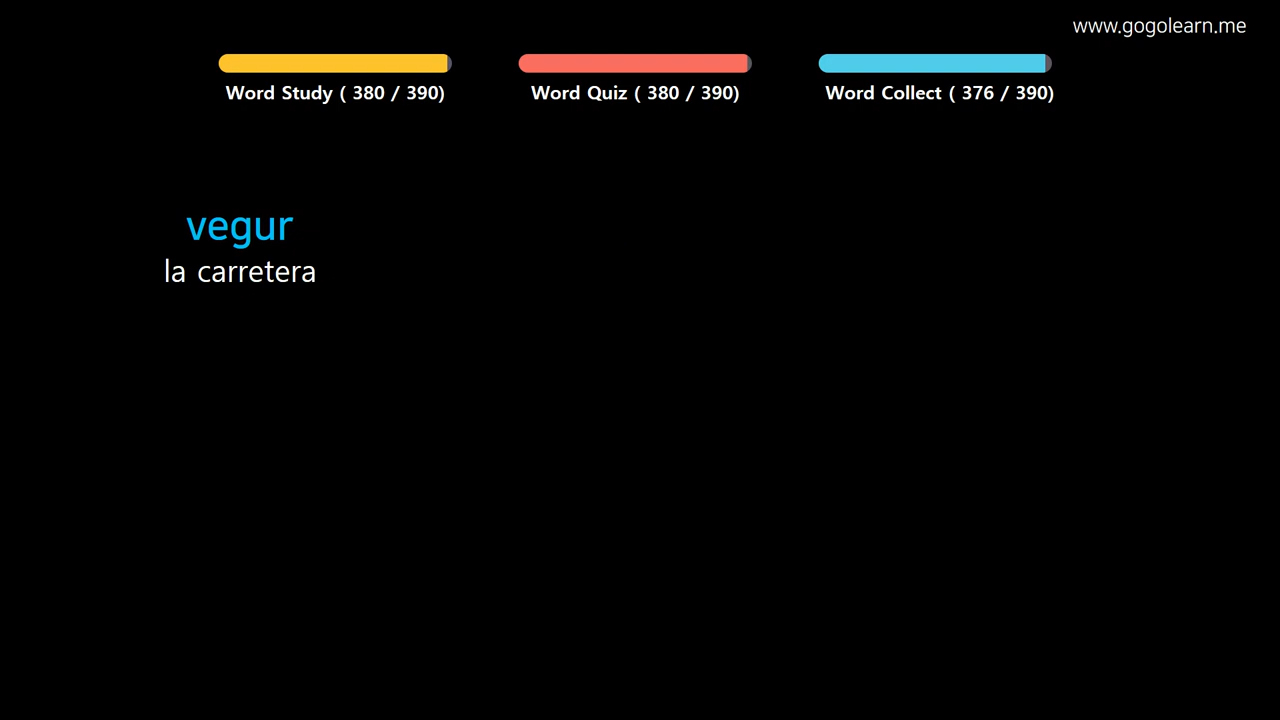 www.gogolearn.me
Word Study ( 380 / 390)
Word Quiz ( 380 / 390)
Word Collect ( 376 / 390)
vegur
la carretera